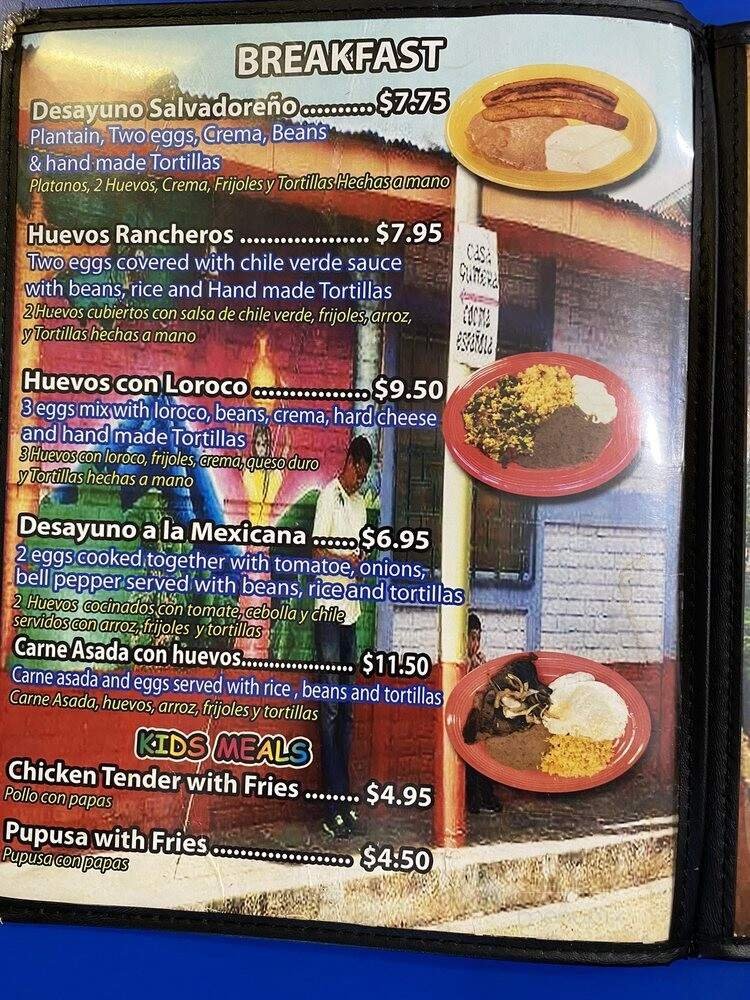 BREAKFAST
Desayuno Salvadoreño.......... $7.75
Plantain, Two eggs, Crema, Beans
& hand made Tortillas
Platanos, 2 Huevos, Crema, Frijoles y Tortillas Hechas a mano
Huevos Rancheros ................... $7.95
Two eggs covered with chile verde sauce
with beans, rice and Hand made Tortillas
2 Huevos cubiertos con salsa de chile verde, frijoles, arroz,
y Tortillas hechas a mano
Huevos con Loroco ................. $9.50
3 eggs mix with loroco, beans, crema, hard cheese
and hand made Tortillas
3 Huevos con loroco, frijoles, crema, queso duro
y Tortillas hechas a mano
Desayuno a la Mexicana ...... $6.95
2 eggs cooked together with tomatoe, onions,
bell pepper served with beans, rice and tortillas
2 Huevos cocinados con tomate, cebolla y chile
servidos con arroz, frijoles y tortillas
Carne Asada con huevos.................... $11.50
Carne asada and eggs served with rice , beans and tortillas
Carne Asada, huevos, arroz, frijoles y tortillas
KIDS MEALS
Chicken Tender with Fries ........ $4.95
Pollo con papas
Pupusa with Fries .................... $4:50
Pupusa con papas
casa